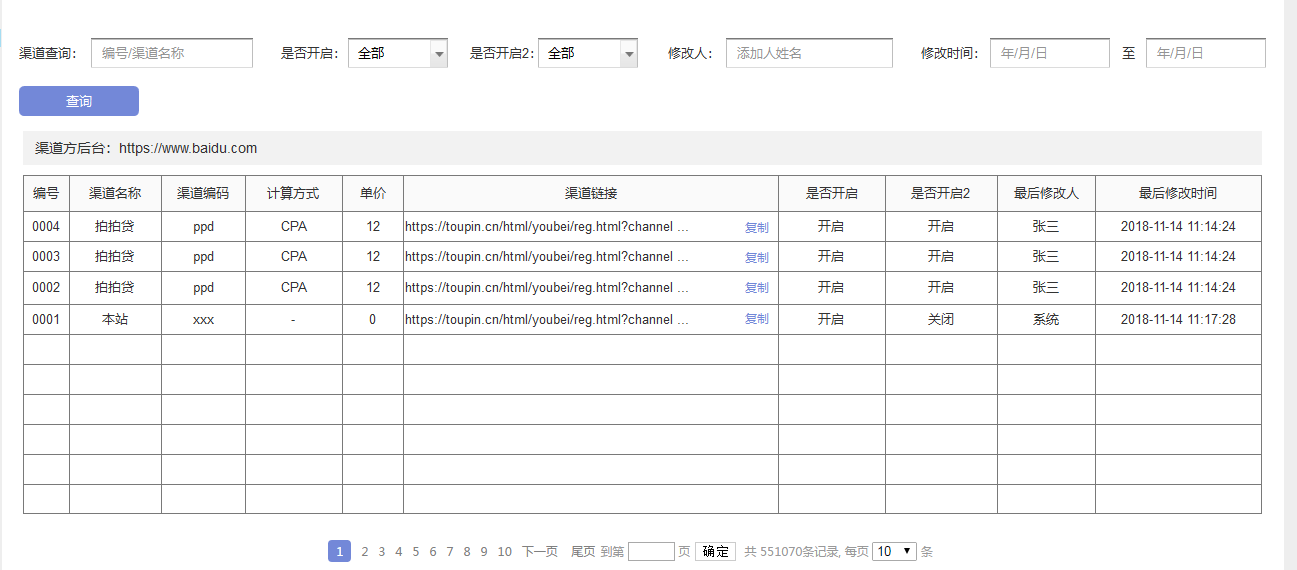 渠道查询： 编号/渠道名称 是否开启： 全部 是否开启2： 全部 修改人： 添加人姓名 修改时间： 年/月/日 至 年/月/日
查询
渠道方后台：https://www.baidu.com
编号 渠道名称 渠道编码 计算方式 单价 渠道链接 是否开启 是否开启2 最后修改人 最后修改时间
0004 拍拍贷 ppd CPA 12 https://toupin.cn/html/youbei/reg.html?channel ... 复制 开启 开启 张三 2018-11-14 11:14:24
0003 拍拍贷 ppd CPA 12 https://toupin.cn/html/youbei/reg.html?channel ... 复制 开启 开启 张三 2018-11-14 11:14:24
0002 拍拍贷 ppd CPA 12 https://toupin.cn/html/youbei/reg.html?channel ... 复制 开启 开启 张三 2018-11-14 11:14:24
0001 本站 xxx - 0 https://toupin.cn/html/youbei/reg.html?channel ... 复制 开启 关闭 系统 2018-11-14 11:17:28
1 2 3 4 5 6 7 8 9 10 下一页 尾页 到第 页 确定 共 551070条记录, 每页 10 条